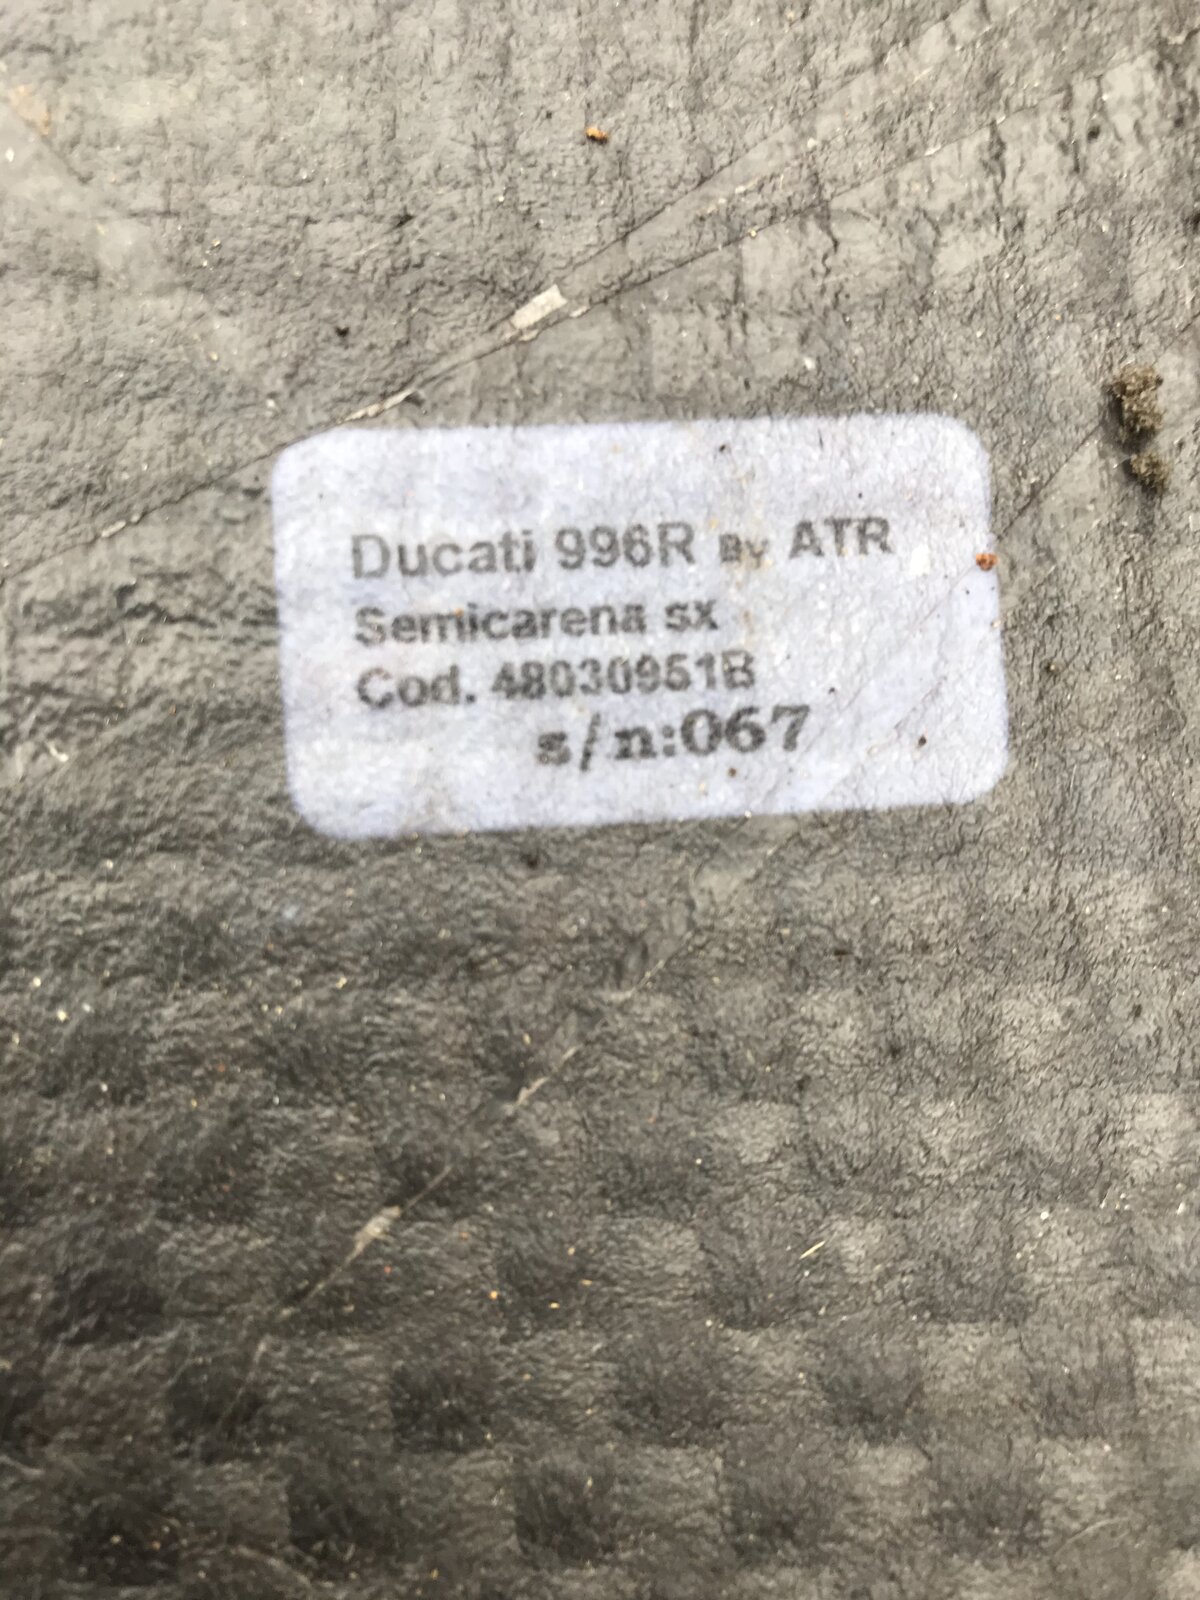 Ducati 996R By ATR
Semicarena sx
Cod. 48030951B
s/n:067